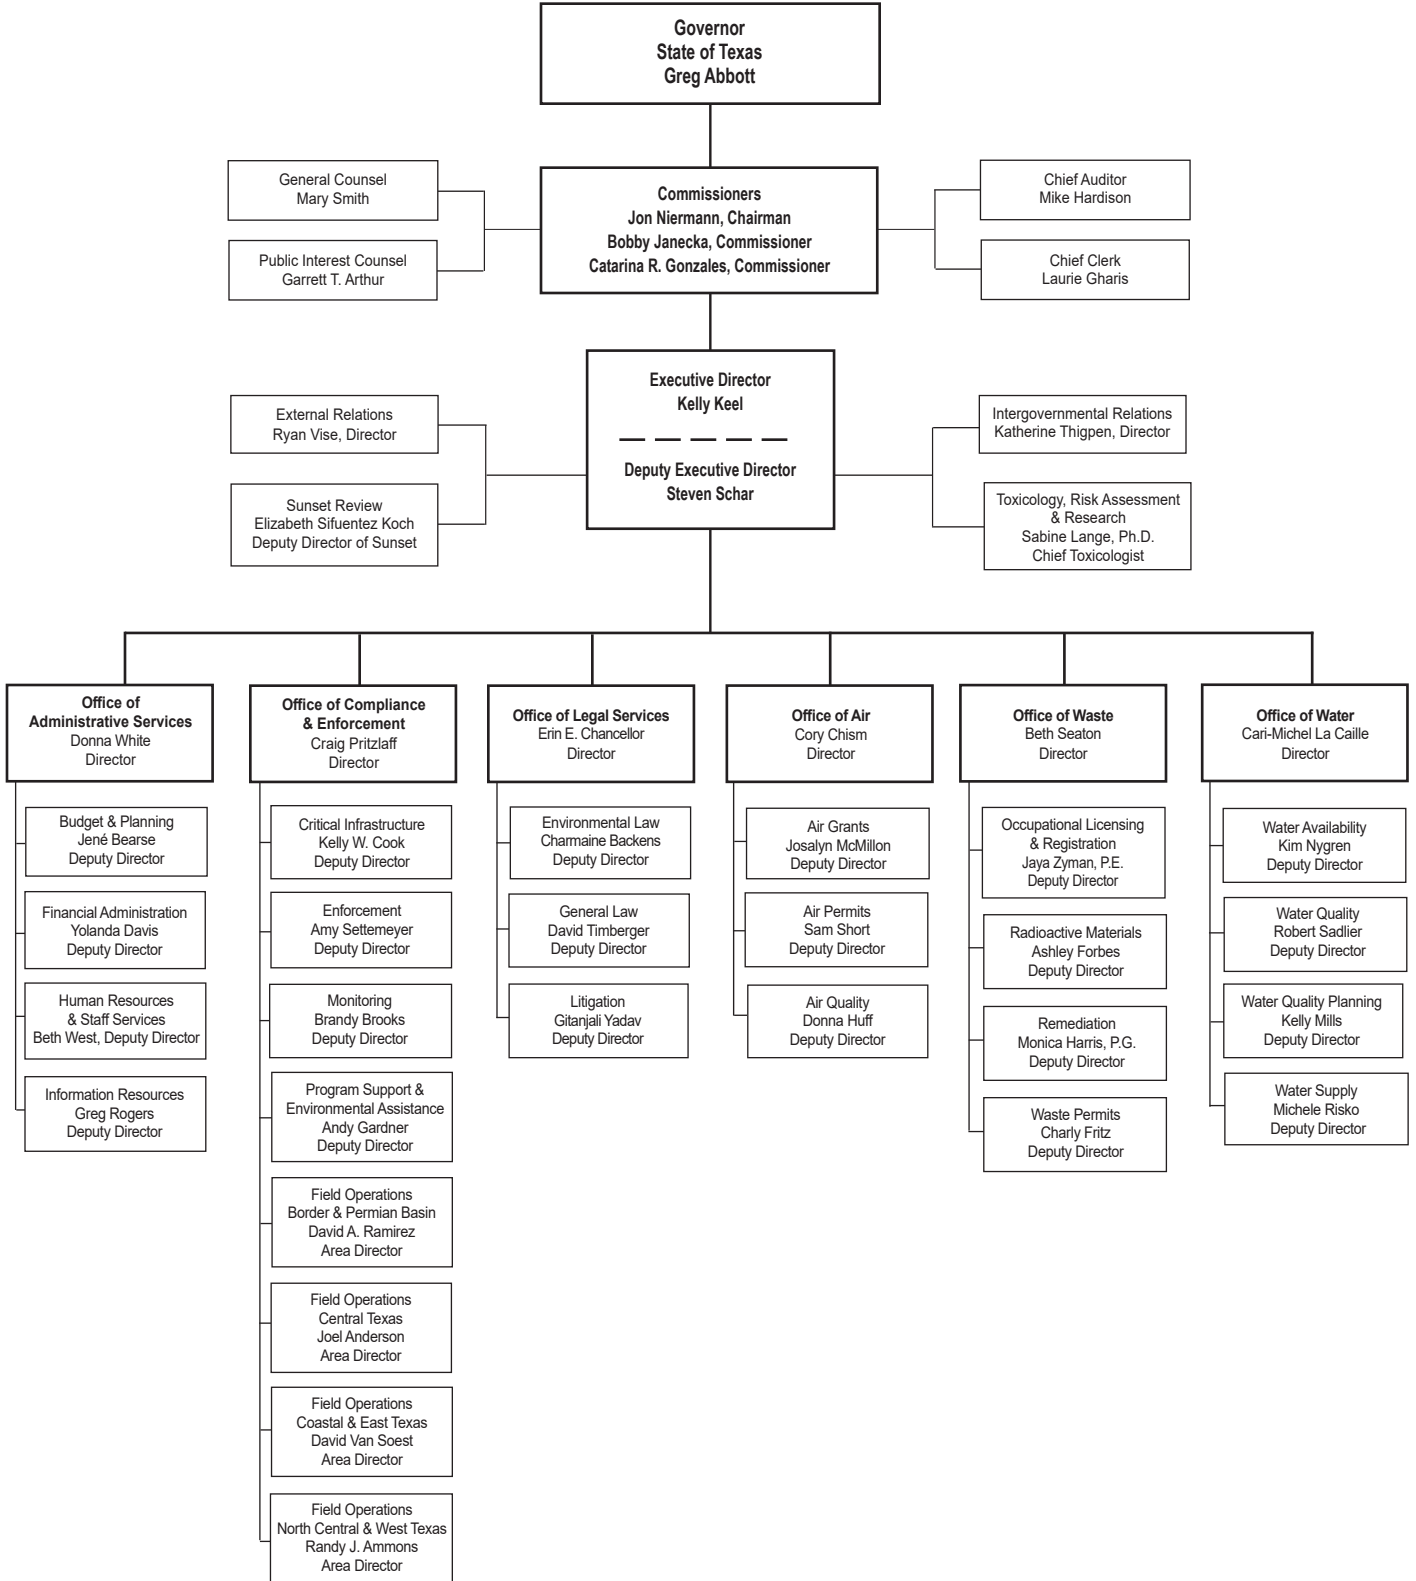 Governor
State of Texas
Greg Abbott
General Counsel
Mary Smith
Public Interest Counsel
Garrett T. Arthur
Commissioners
Jon Niermann, Chairman
Bobby Janecka, Commissioner
Catarina R. Gonzales, Commissioner
Chief Auditor
Mike Hardison
Chief Clerk
Laurie Gharis
External Relations
Ryan Vise, Director
Sunset Review
Elizabeth Sifuentez Koch
Deputy Director of Sunset
Executive Director
Kelly Keel
Deputy Executive Director
Steven Schar
Intergovernmental Relations
Katherine Thigpen, Director
Toxicology, Risk Assessment
& Research
Sabine Lange, Ph.D.
Chief Toxicologist
Office of
Administrative Services
Donna White
Director
Budget & Planning
Jené Bearse
Deputy Director
Financial Administration
Yolanda Davis
Deputy Director
Human Resources
& Staff Services
Beth West, Deputy Director
Information Resources
Greg Rogers
Deputy Director
Office of Compliance
& Enforcement
Craig Pritzlaff
Director
Critical Infrastructure
Kelly W. Cook
Deputy Director
Enforcement
Amy Settemeyer
Deputy Director
Monitoring
Brandy Brooks
Deputy Director
Program Support &
Environmental Assistance
Andy Gardner
Deputy Director
Field Operations
Border & Permian Basin
David A. Ramirez
Area Director
Field Operations
Central Texas
Joel Anderson
Area Director
Field Operations
Coastal & East Texas
David Van Soest
Area Director
Field Operations
North Central & West Texas
Randy J. Ammons
Area Director
Office of Legal Services
Erin E. Chancellor
Director
Environmental Law
Charmaine Backens
Deputy Director
General Law
David Timberger
Deputy Director
Litigation
Gitanjali Yadav
Deputy Director
Office of Air
Cory Chism
Director
Air Grants
Josalyn McMillon
Deputy Director
Air Permits
Sam Short
Deputy Director
Air Quality
Donna Huff
Deputy Director
Office of Waste
Beth Seaton
Director
Occupational Licensing
& Registration
Jaya Zyman, P.E.
Deputy Director
Radioactive Materials
Ashley Forbes
Deputy Director
Remediation
Monica Harris, P.G.
Deputy Director
Waste Permits
Charly Fritz
Deputy Director
Office of Water
Cari-Michel La Caille
Director
Water Availability
Kim Nygren
Deputy Director
Water Quality
Robert Sadlier
Deputy Director
Water Quality Planning
Kelly Mills
Deputy Director
Water Supply
Michele Risko
Deputy Director